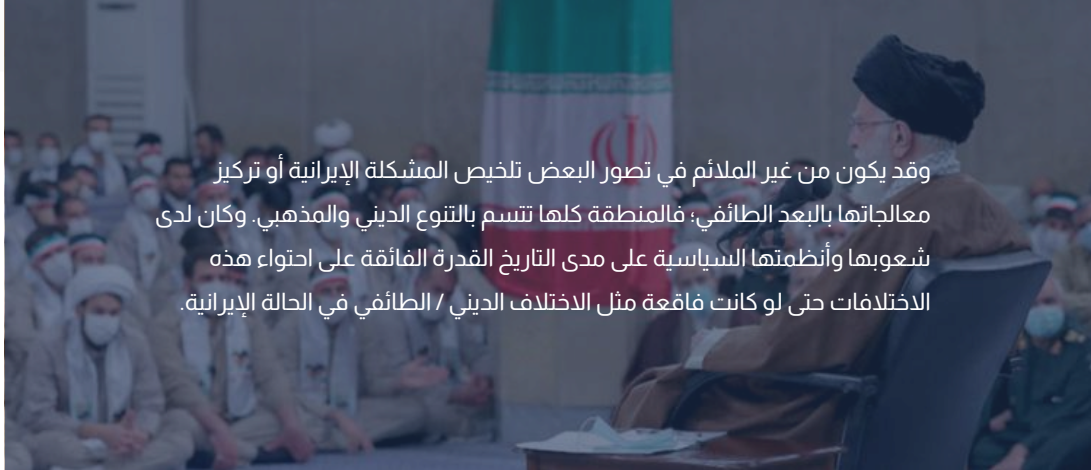 وقد يكون من غير الملائم في تصور البعض تلخيص المشكلة الإيرانية أو تركيز
معالجاتها بالبعد الطائفي؛ فالمنطقة كلها تتسم بالتنوع الديني والمذهبي. وكان لدى
شعوبها وأنظمتها السياسية على مدى التاريخ القدرة الفائقة على احتواء هذه
الاختلافات حتى لو كانت فاقعة مثل الاختلاف الديني / الطائفي في الحالة الإيرانية.